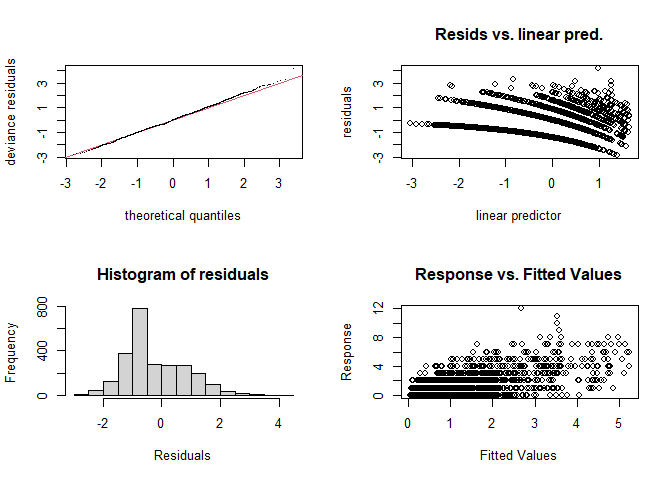 deviance residuals
3
1
-1
-3
-3 -2 -1 0 1 2 3
theoretical quantiles
Resids vs. linear pred.
residuals
3
1
-1
-3
-3 -2 -1 0 1
linear predictor
Histogram of residuals
Frequency
800
400
0
-2 0 2 4
Residuals
Response vs. Fitted Values
Response
12
8
4
0
0 1 2 3 4 5
Fitted Values